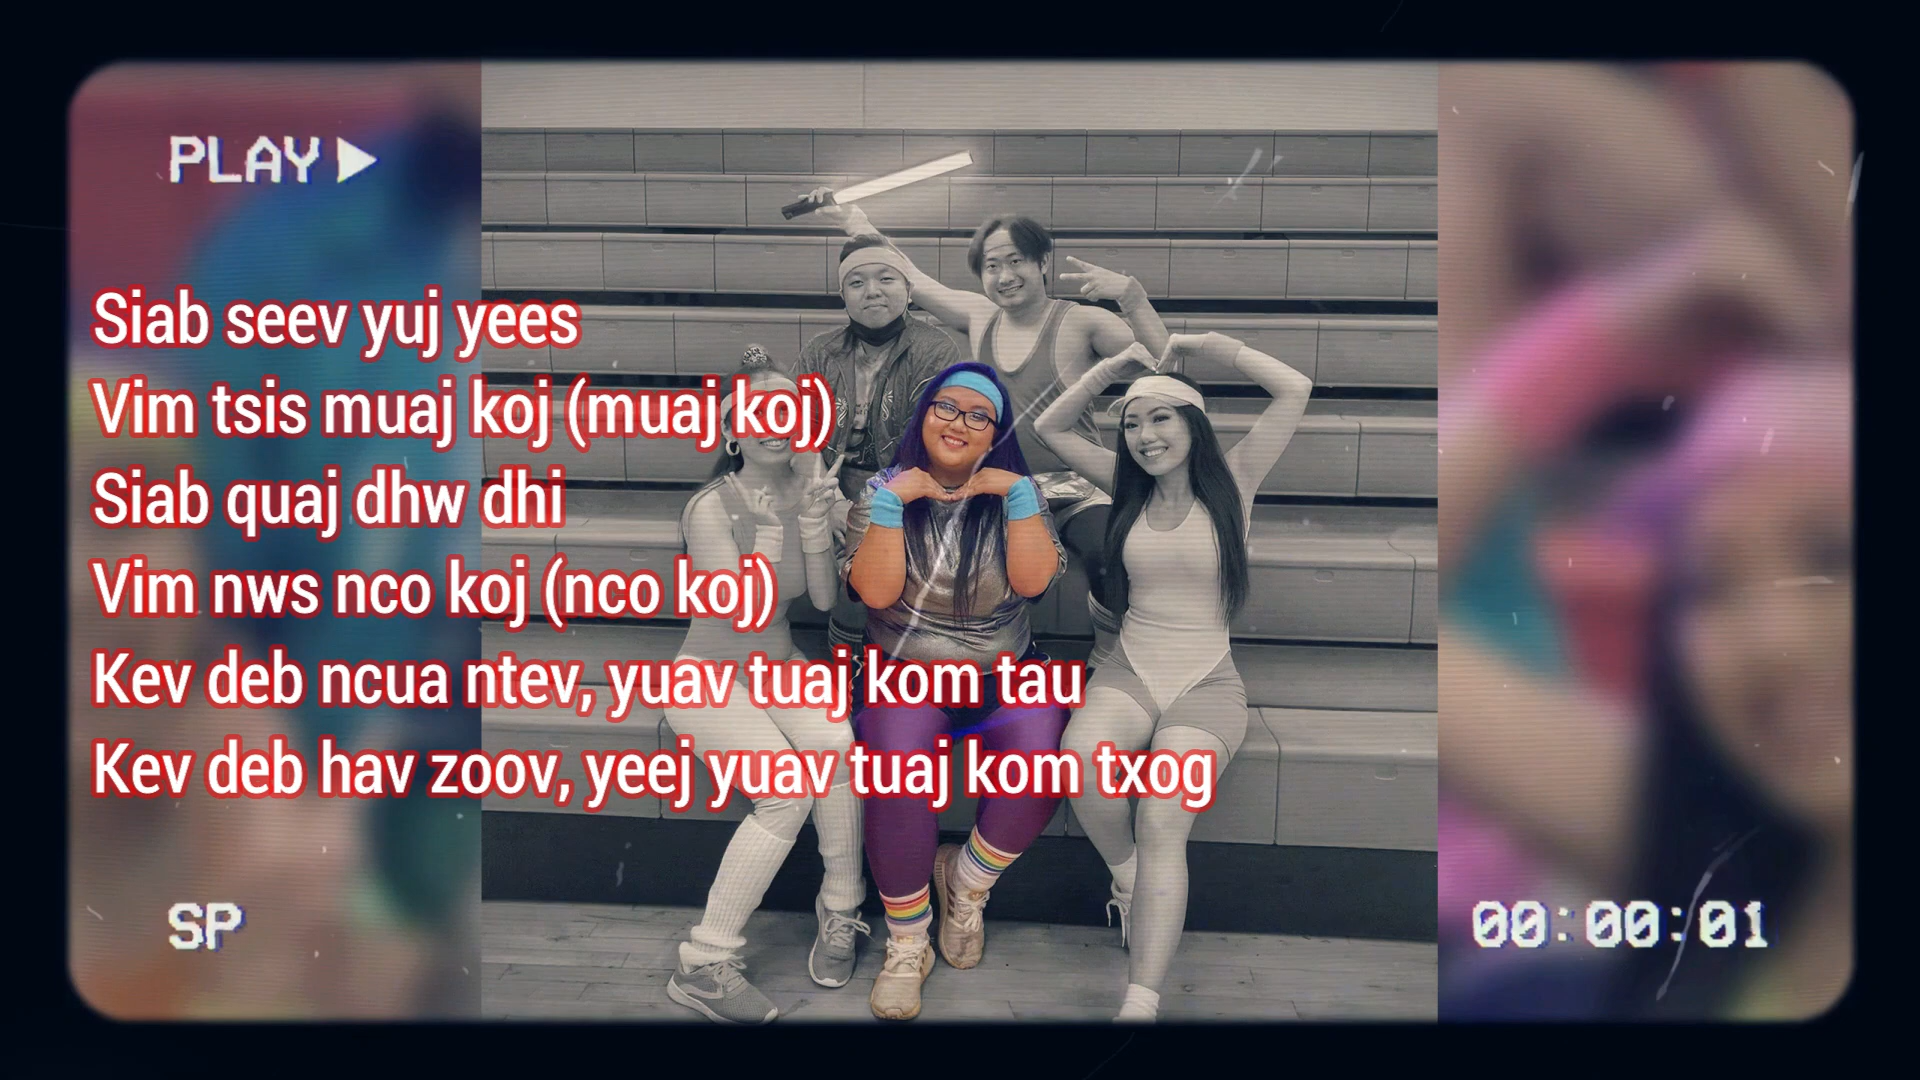 PLAY
Siab seev yuj yees
Vim tsis muaj koj (muaj koj)
Siab quaj dhw dhi
Vim nws nco koj (nco koj)
Kev deb ncua ntev, yuav tuaj kom tau
Kev deb hav zoov, yeej yuav tuaj kom txog
SP
00:00:01